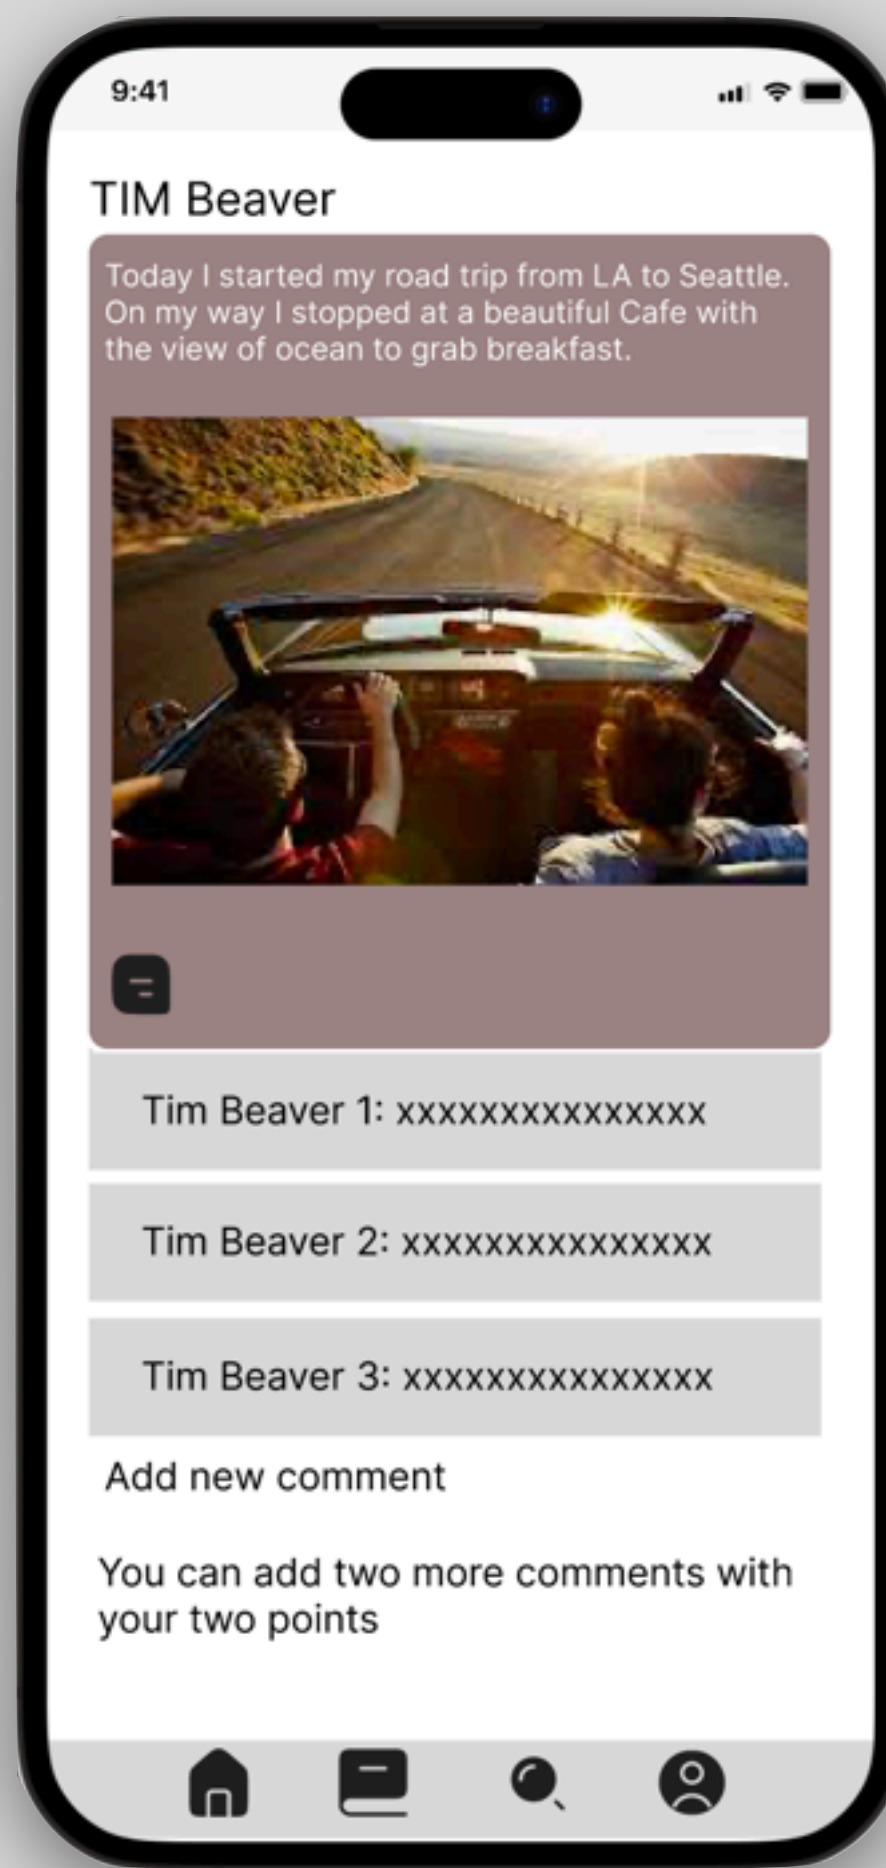 9:41
TIM Beaver
Today I started my road trip from LA to Seattle.
On my way I stopped at a beautiful Cafe with
the view of ocean to grab breakfast.
Tim Beaver 1: xxxxxxxxxxxxxxx
Tim Beaver 2: xxxxxxxxxxxxxxx
Tim Beaver 3: xxxxxxxxxxxxxxx
Add new comment
You can add two more comments with
your two points